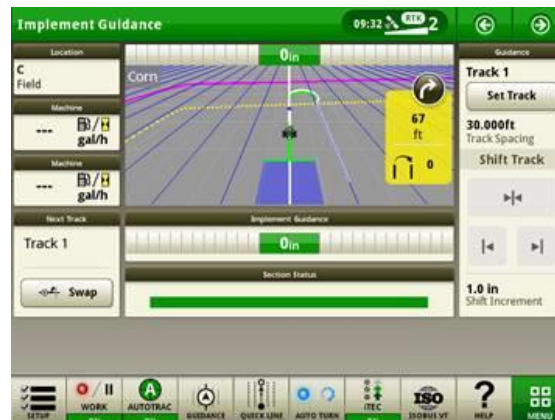 Implement Guidance
09:32
RTK
2
Location
C
Field
Machine
---
gal/h
Machine
---
gal/h
Next Track
Track 1
Swap
0in
Corn
67
ft
0
Implement Guidance
0in
Section Status
Guidance
Track 1
Set Track
30.000ft
Track Spacing
Shift Track
1.0 in
Shift Increment
SETUP
WORK
ON
A
AUTOTRAC
ON
GUIDANCE
QUICK LINE
AUTO TURN
iTEC
ON
ISO
ISOBUS VT
?
HELP
MENU